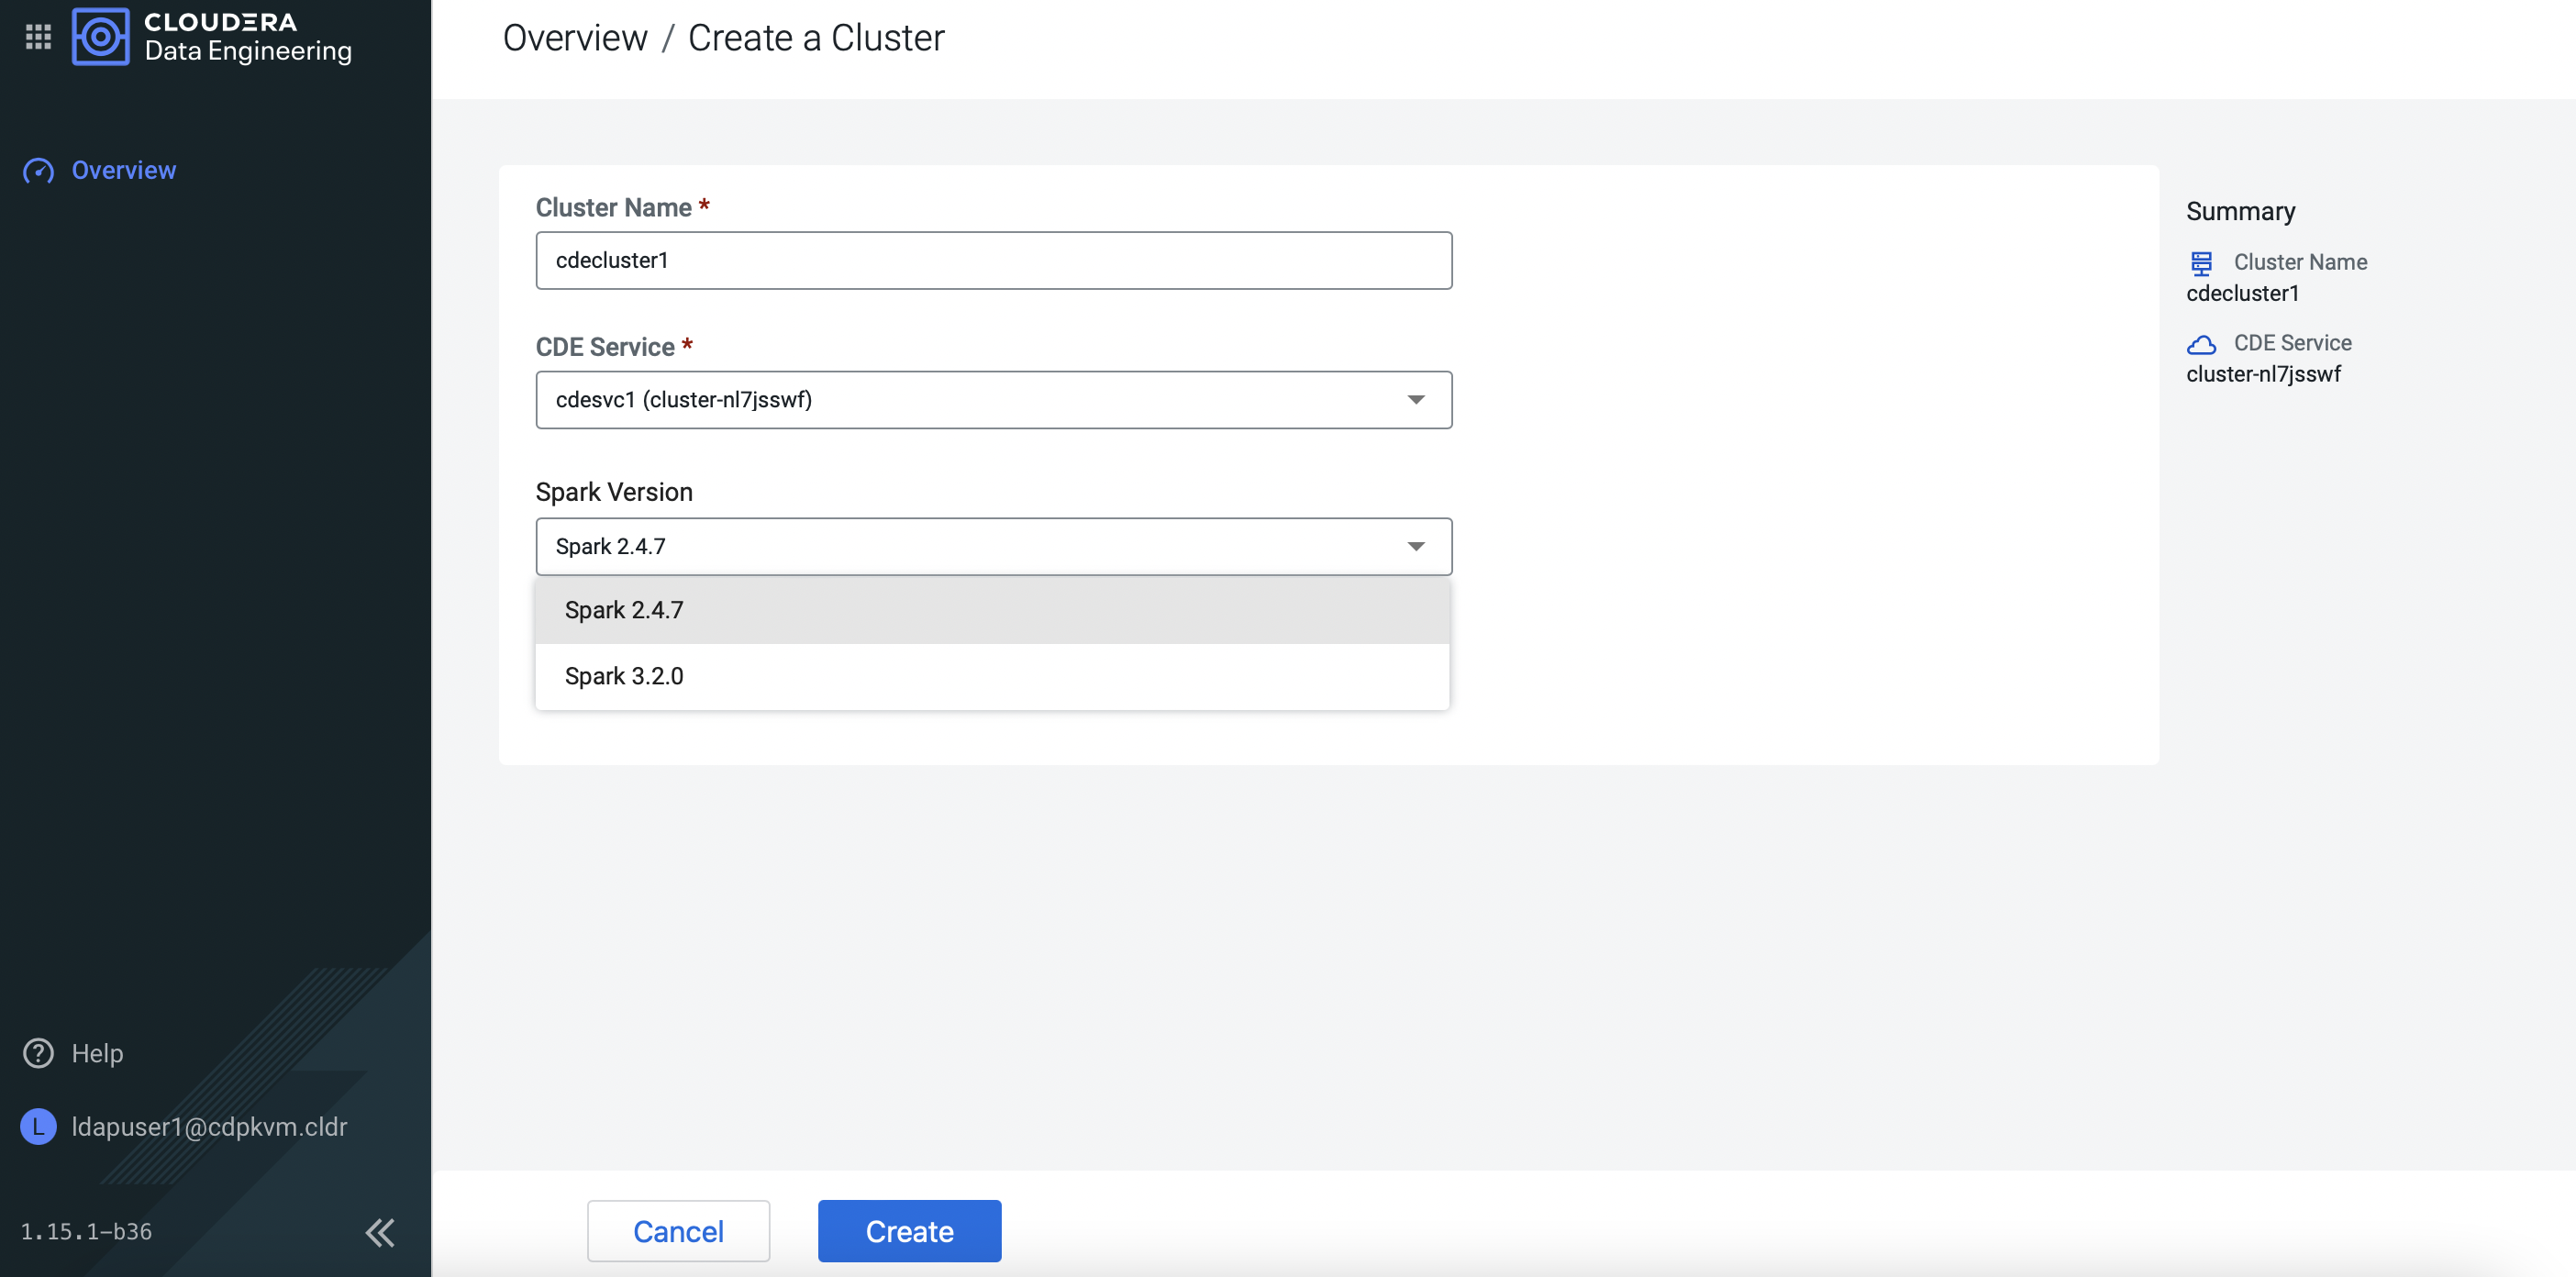 CLOUDERA
Data Engineering
Overview
Help
L
ldapuser1@cdpkvm.cldr
1.15.1-b36
Overview / Create a Cluster
Cluster Name *
cdecluster1
CDE Service *
cdesvc1 (cluster-nl7jsswf)
Spark Version
Spark 2.4.7
Spark 2.4.7
Spark 3.2.0
Summary
Cluster Name
cdecluster1
CDE Service
cluster-nl7jsswf
Cancel
Create